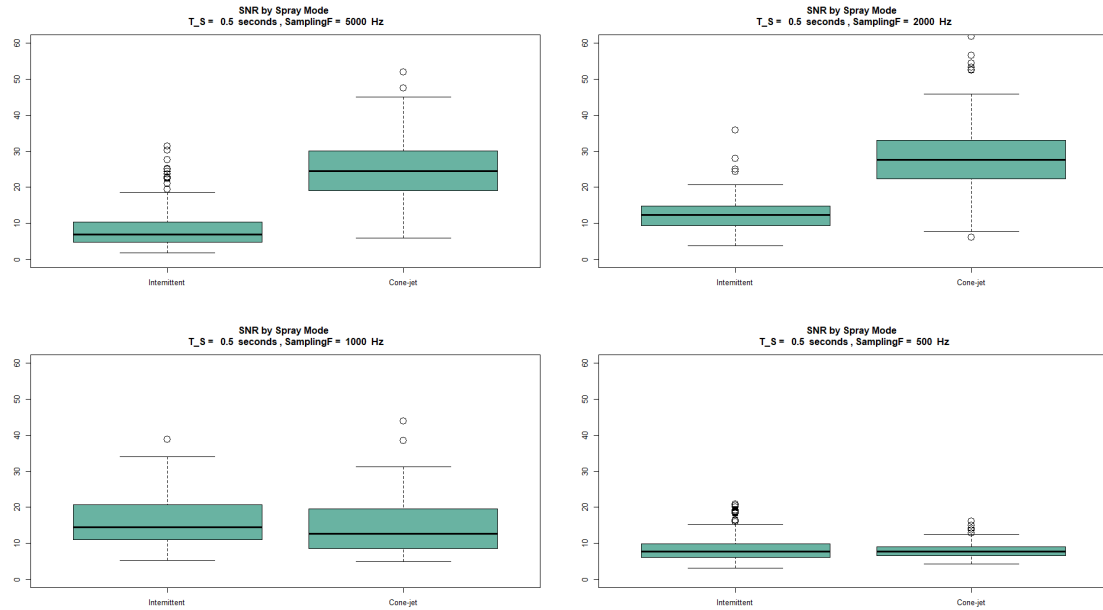 SNR by Spray Mode
T_S = 0.5 seconds , SamplingF = 5000 Hz
60
50
40
30
20
10
0
Intemittent
Cone-jet
SNR by Spray Mode
T_S = 0.5 seconds , SamplingF = 2000 Hz
60
50
40
30
20
10
0
Intemittent
Cone-jet
SNR by Spray Mode
T_S = 0.5 seconds , SamplingF = 1000 Hz
60
50
40
30
20
10
0
Intemittent
Cone-jet
SNR by Spray Mode
T_S = 0.5 seconds , SamplingF = 500 Hz
60
50
40
30
20
10
0
Intemittent
Cone-jet